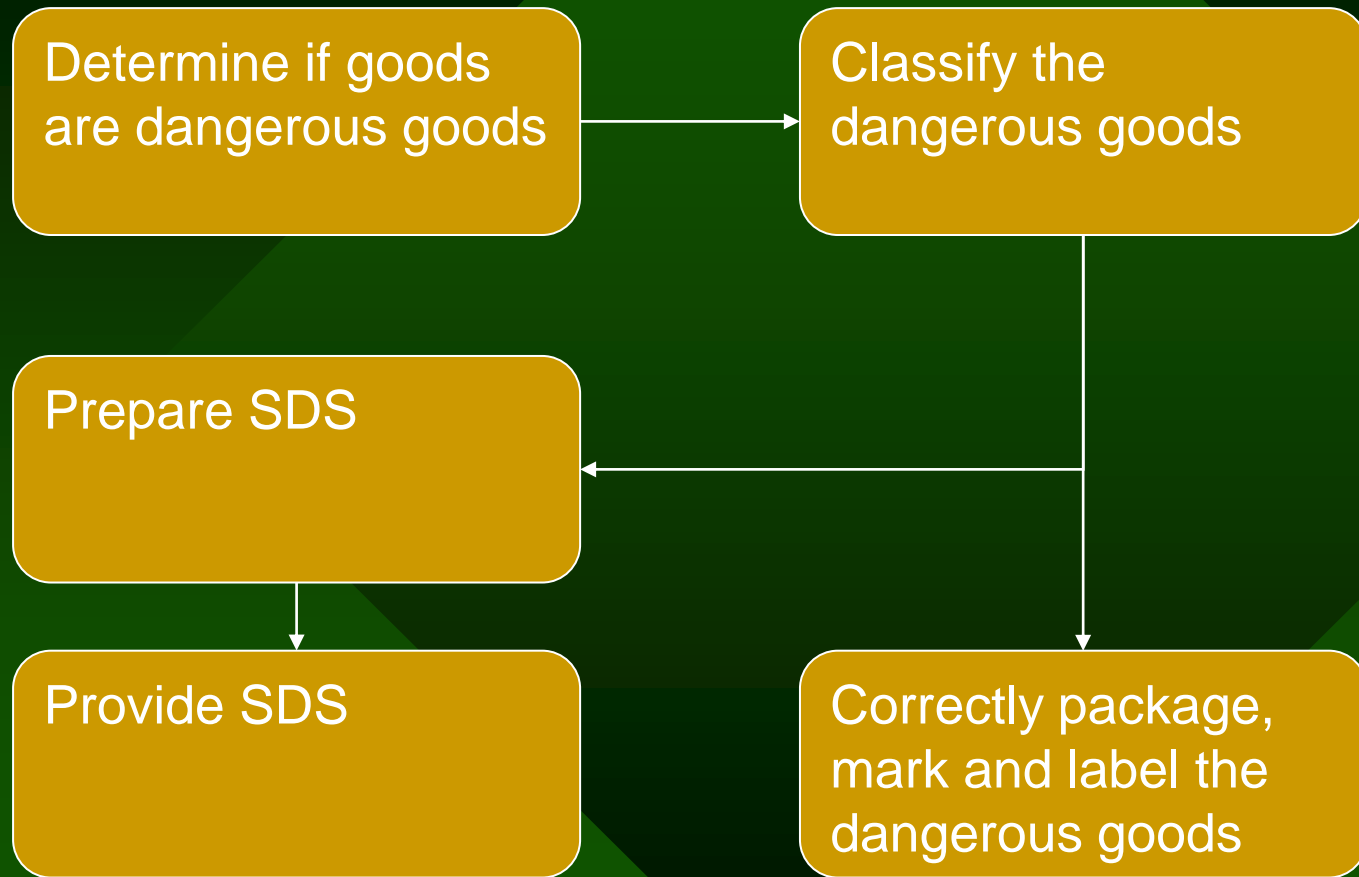 Determine if goods
are dangerous goods
Classify the
dangerous goods
Prepare SDS
Provide SDS
Correctly package,
mark and label the
dangerous goods